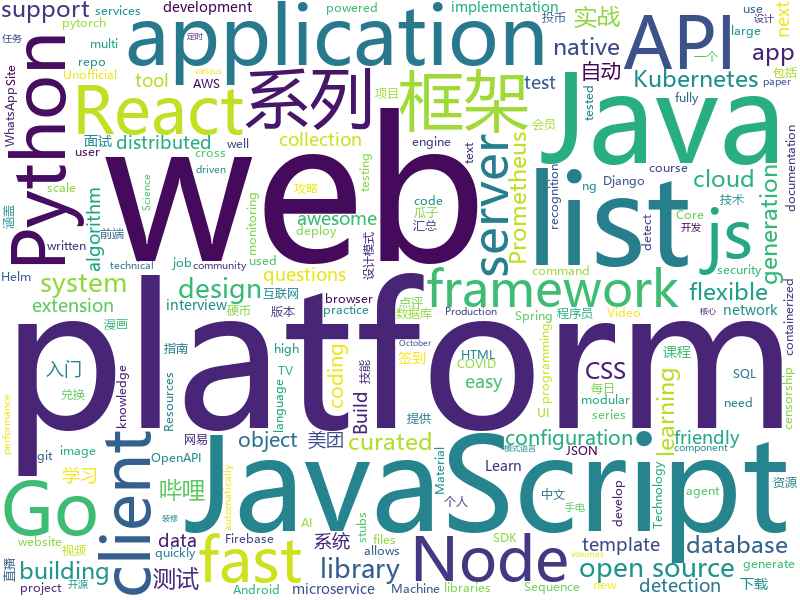 support
development
powered
implementation
投币
设计
任务
定时
services
pytorch
multi
repo
Unofficial
application
API
实战
native
next
various
一个
large
use
app
包括
paper
WhatsApp
Site
Python
React
tool
AWS
系列
框架
test
自动
tested
项目
Kubernetes
fully
user
面试
distributed
collection
server
会员
Java
engine
text
cross
driven
well
web
Prometheus
ng
Django
course
涵盖
algorithm
scale
Science
testing
code
瓜子
汇总
recognition
cloud
generation
documentation
前端
written
awesome
monitoring
deploy
攻略
设计模式
list
js
detect
Core
开发
技术
Helm
technical
community
job
used
questions
command
system
design
framework
flexible
security
extension
互联网
硬币
browser
点评
Spring
程序员
network
containerized
interview
版本
practice
数据库
Production
核心
October
Video
performance
漫画
指南
high
coding
签到
HTML
COVID
programming
课程
SQL
platform
入门
knowledge
Resources
TV
Build
技能
CSS
easy
modular
censorship
兑换
language
提供
UI
series
need
client
git
网易
object
美团
curated
configuration
learning
friendly
学习
image
OpenAPI
哔哩
Material
Learn
JSON
模式语言
component
资源
个人
中文
develop
Technology
agent
Go
automatically
data
AI
stubs
JavaScript
手电
装修
website
视频
fast
系统
Node
template
database
直播
quickly
Firebase
allows
SDK
building
测试
library
files
Sequence
open source
generate
project
开源
Android
microservice
Machine
libraries
volumes
new
detection
下载